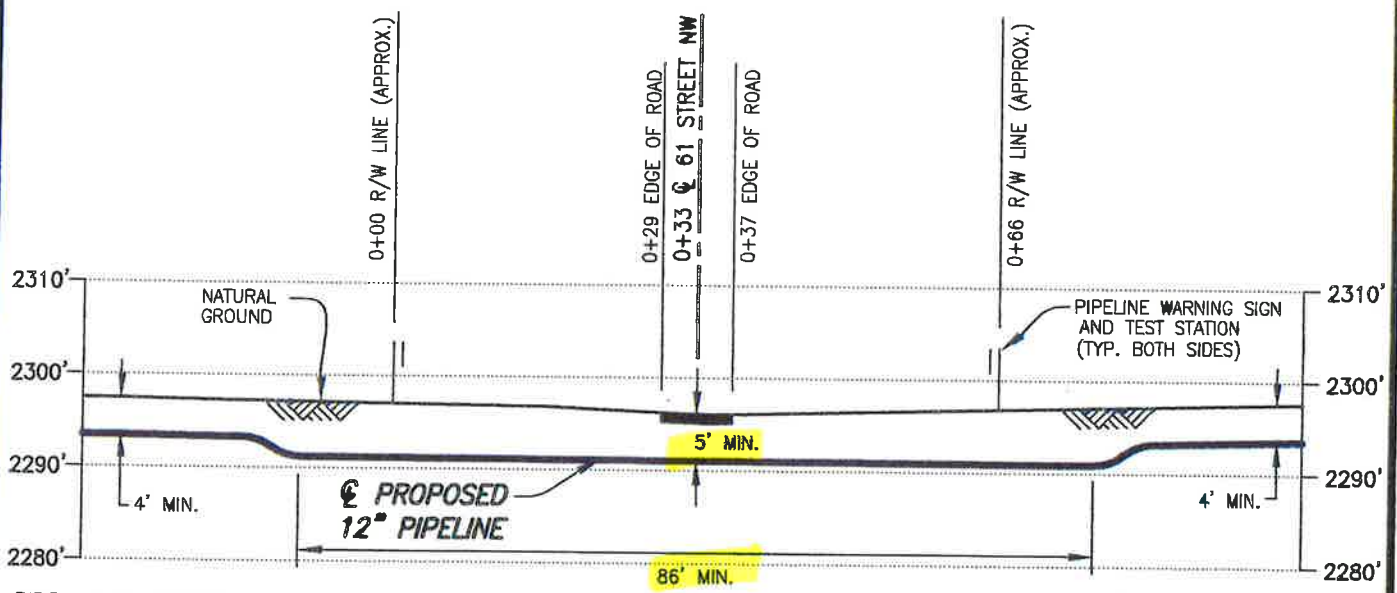 0+00 R/W LINE (APPROX.)
0+29 EDGE OF ROAD
0+33 ℄ 61 STREET NW
0+37 EDGE OF ROAD
0+66 R/W LINE (APPROX.)
2310'
2310'
NATURAL
GROUND
PIPELINE WARNING SIGN
AND TEST STATION
(TYP. BOTH SIDES)
2300'
2300'
5' MIN.
2290'
2290'
4' MIN.
℄ PROPOSED
12" PIPELINE
4' MIN.
2280'
2280'
86' MIN.